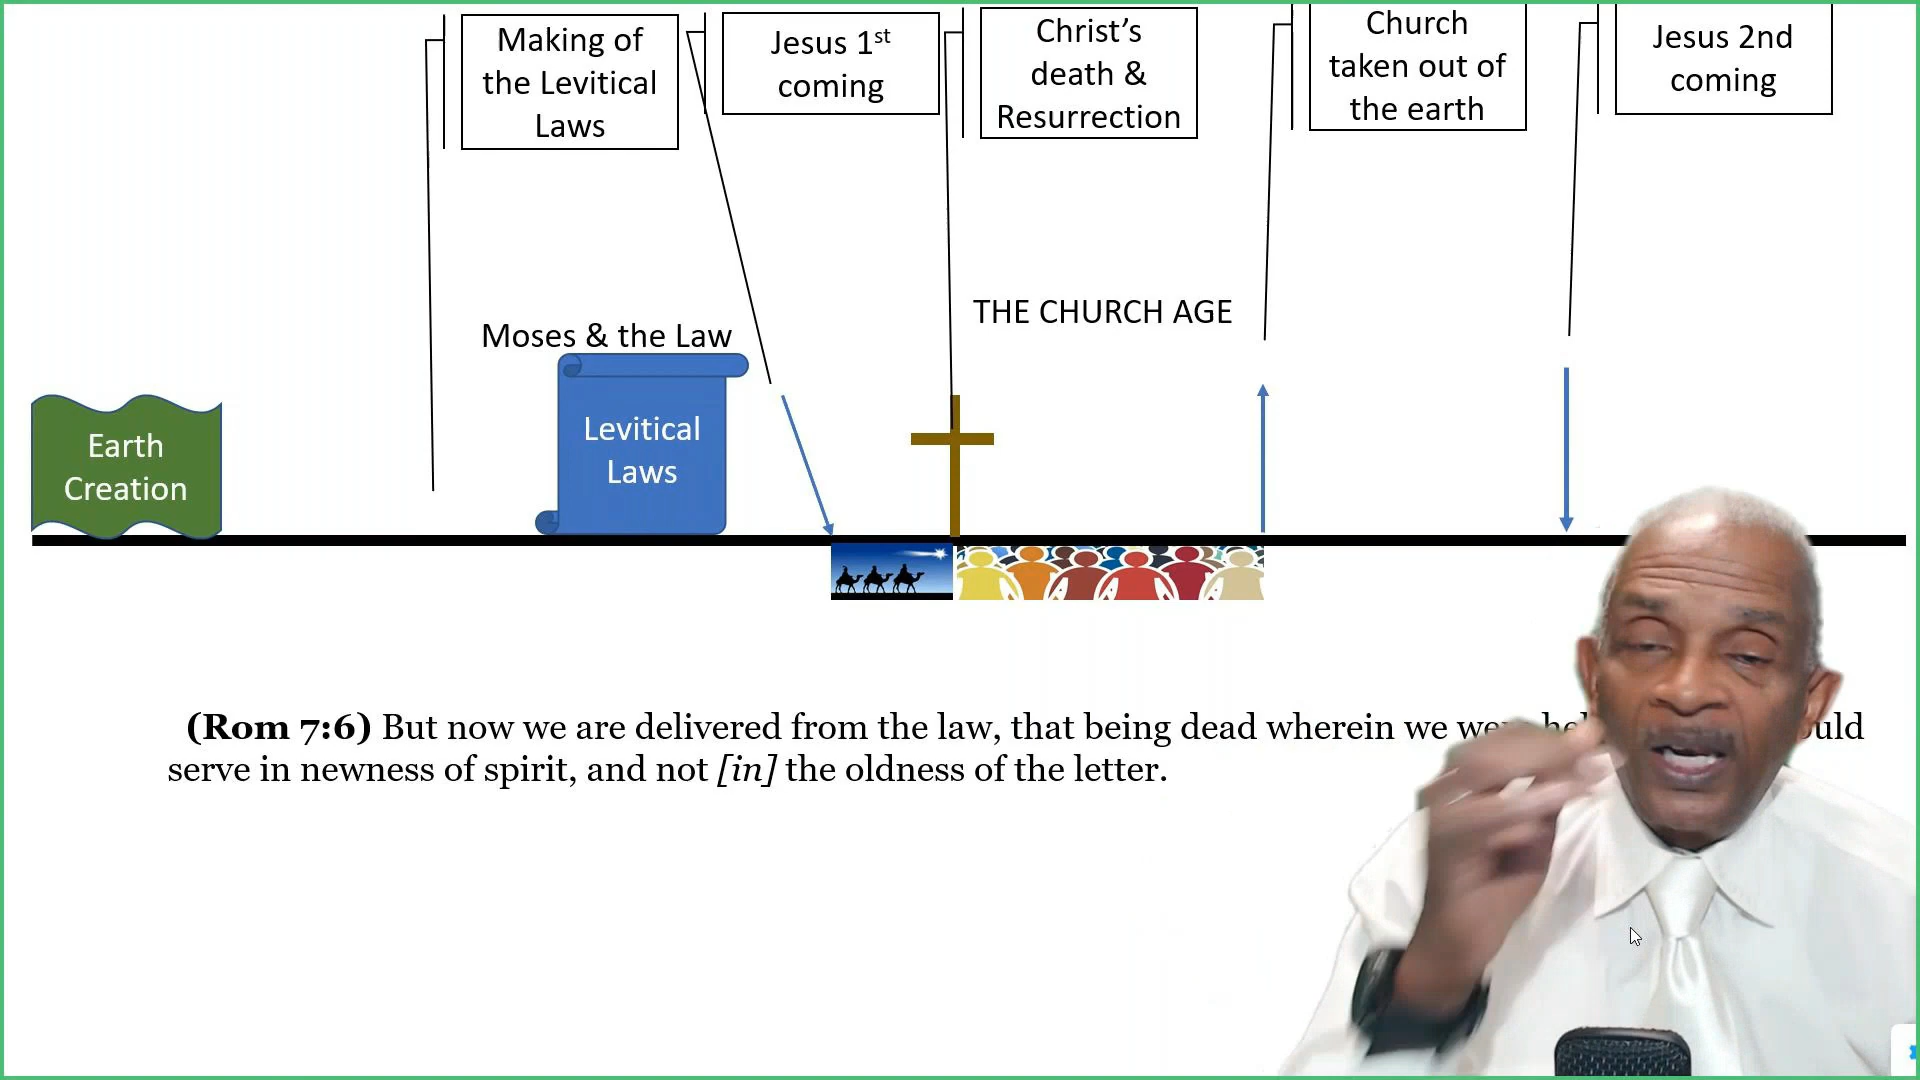 Making of
the Levitical
Laws
Jesus 1st
coming
Christ’s
death &
Resurrection
Church
taken out of
the earth
Jesus 2nd
coming
THE CHURCH AGE
Moses & the Law
Levitical
Laws
Earth
Creation
(Rom 7:6) But now we are delivered from the law, that being dead wherein we
serve in newness of spirit, and not [in] the oldness of the letter.